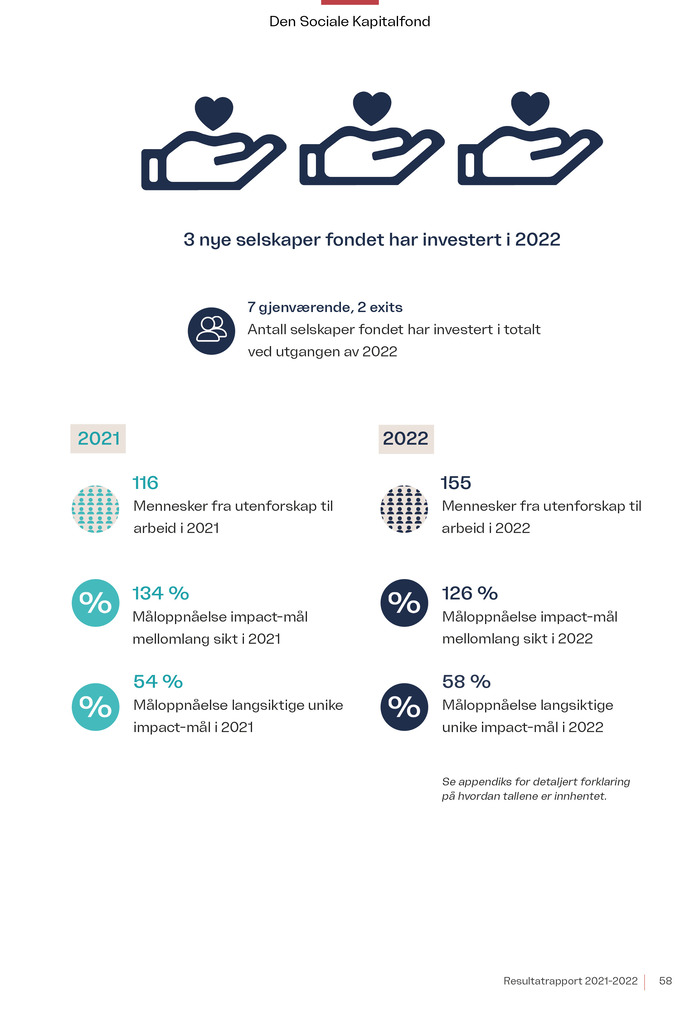 Den Sociale Kapitalfond
3 nye selskaper fondet har investert i 2022
7 gjenværende, 2 exits
Antall selskaper fondet har investert i totalt
ved utgangen av 2022
2021
116
Mennesker fra utenforskap til
arbeid i 2021
%
134 %
Måloppnåelse impact-mål
mellomlang sikt i 2021
%
54 %
Måloppnåelse langsiktige unike
impact-mål i 2021
2022
155
Mennesker fra utenforskap til
arbeid i 2022
%
126 %
Måloppnåelse impact-mål
mellomlang sikt i 2022
%
58 %
Måloppnåelse langsiktige
unike impact-mål i 2022
Se appendiks for detaljert forklaring
på hvordan tallene er innhentet.
Resultatrapport 2021-2022 58